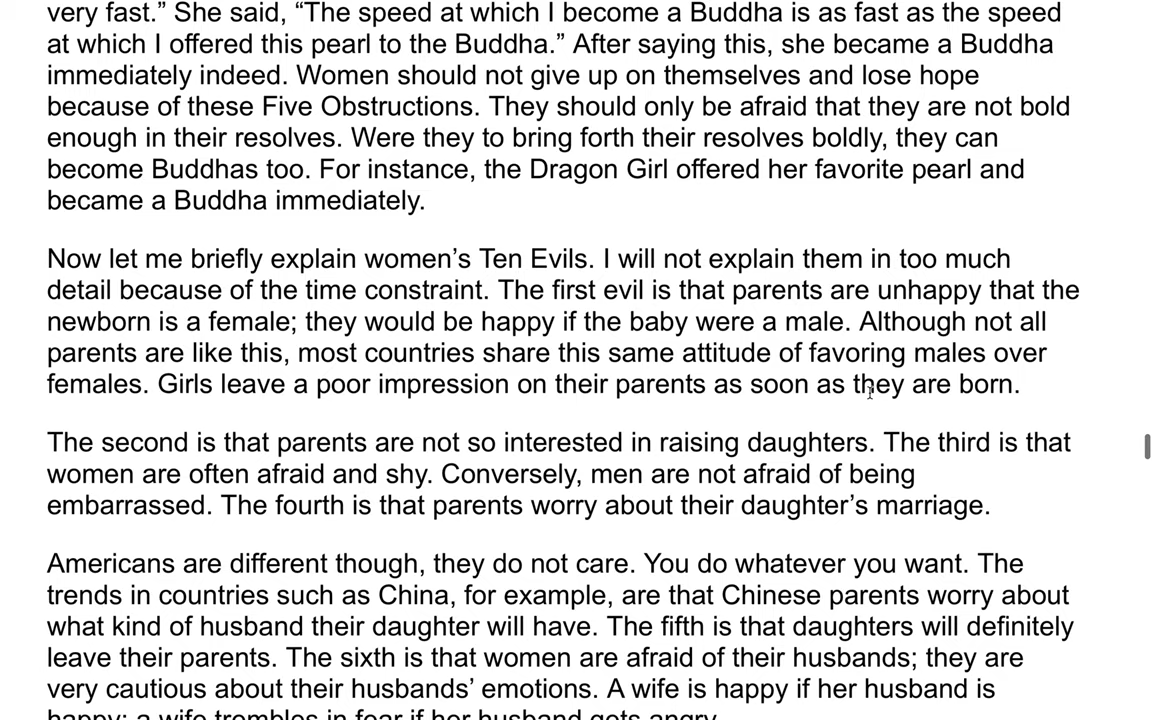 very fast.” She said, “The speed at which I become a Buddha is as fast as the speed
at which I offered this pearl to the Buddha.” After saying this, she became a Buddha
immediately indeed. Women should not give up on themselves and lose hope
because of these Five Obstructions. They should only be afraid that they are not bold
enough in their resolves. Were they to bring forth their resolves boldly, they can
become Buddhas too. For instance, the Dragon Girl offered her favorite pearl and
became a Buddha immediately.
Now let me briefly explain women’s Ten Evils. I will not explain them in too much
detail because of the time constraint. The first evil is that parents are unhappy that the
newborn is a female; they would be happy if the baby were a male. Although not all
parents are like this, most countries share this same attitude of favoring males over
females. Girls leave a poor impression on their parents as soon as they are born.
The second is that parents are not so interested in raising daughters. The third is that
women are often afraid and shy. Conversely, men are not afraid of being
embarrassed. The fourth is that parents worry about their daughter’s marriage.
Americans are different though, they do not care. You do whatever you want. The
trends in countries such as China, for example, are that Chinese parents worry about
what kind of husband their daughter will have. The fifth is that daughters will definitely
leave their parents. The sixth is that women are afraid of their husbands; they are
very cautious about their husbands’ emotions. A wife is happy if her husband is
happy; a wife trembles in fear if her husband gets angry.